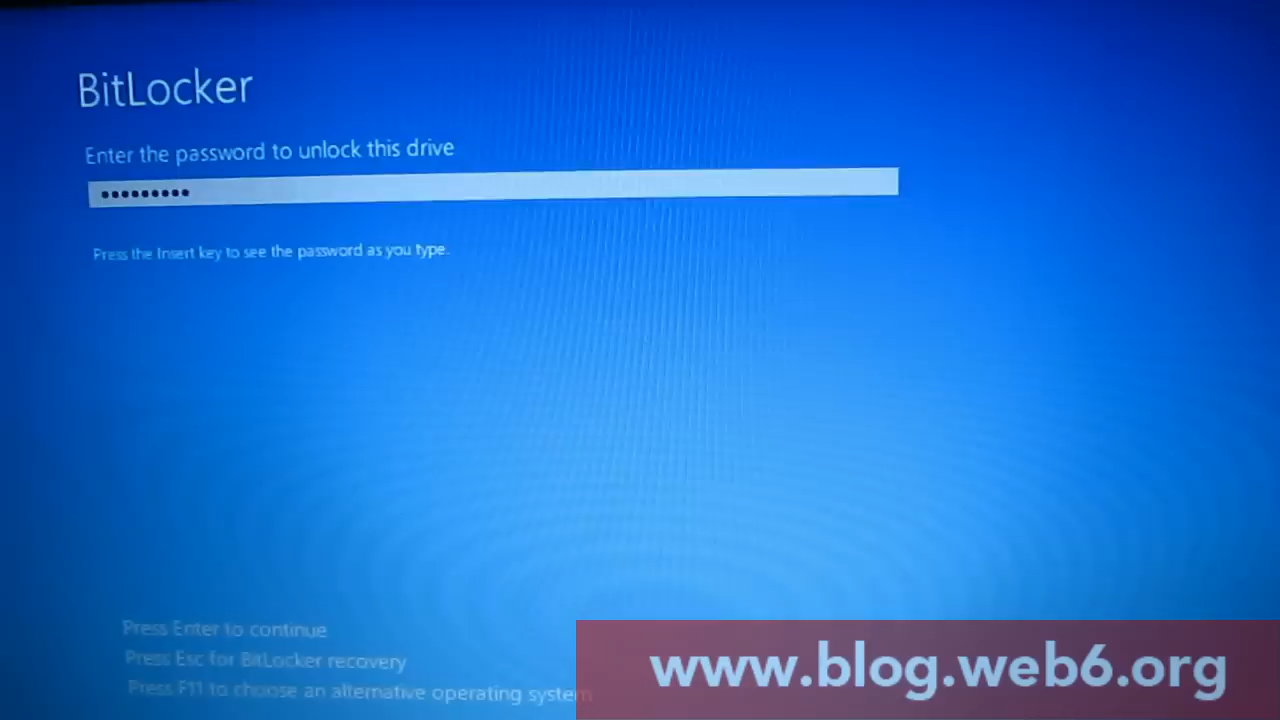 BitLocker
Enter the password to unlock this drive
•••••••••
Press the Insert key to see the password as you type.
Press Enter to continue
Press Esc for BitLocker recovery
Press F11 to choose an alternative operating system
www.blog.web6.org